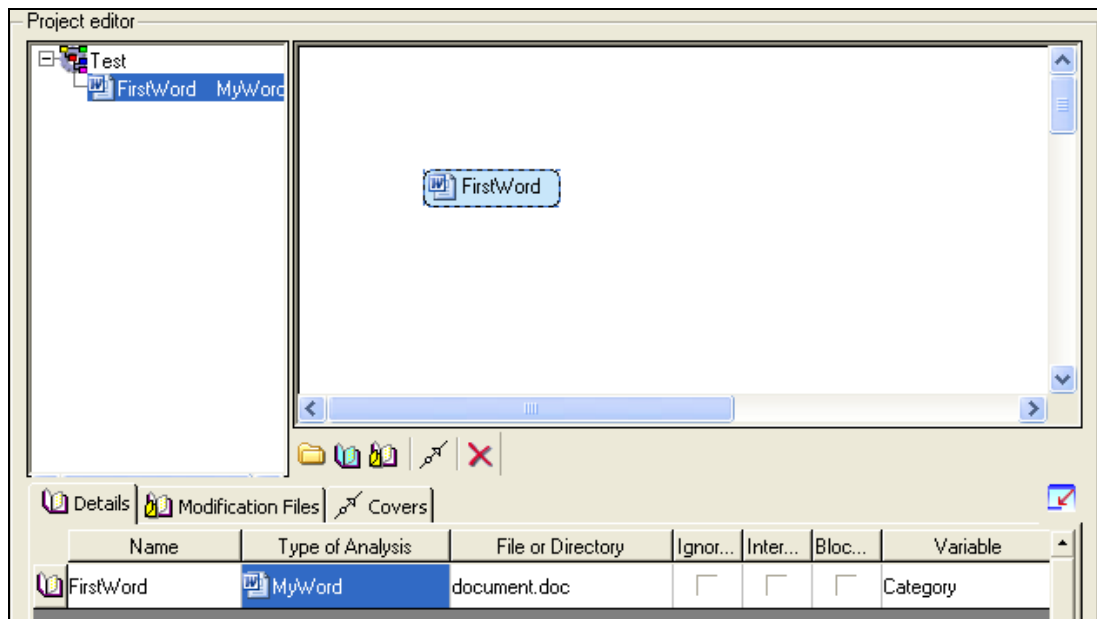 Project editor
Test
FirstWord MyWord
FirstWord
Details Modification Files Covers
Name Type of Analysis File or Directory Ignor... Inter... Bloc... Variable
FirstWord MyWord document.doc Category